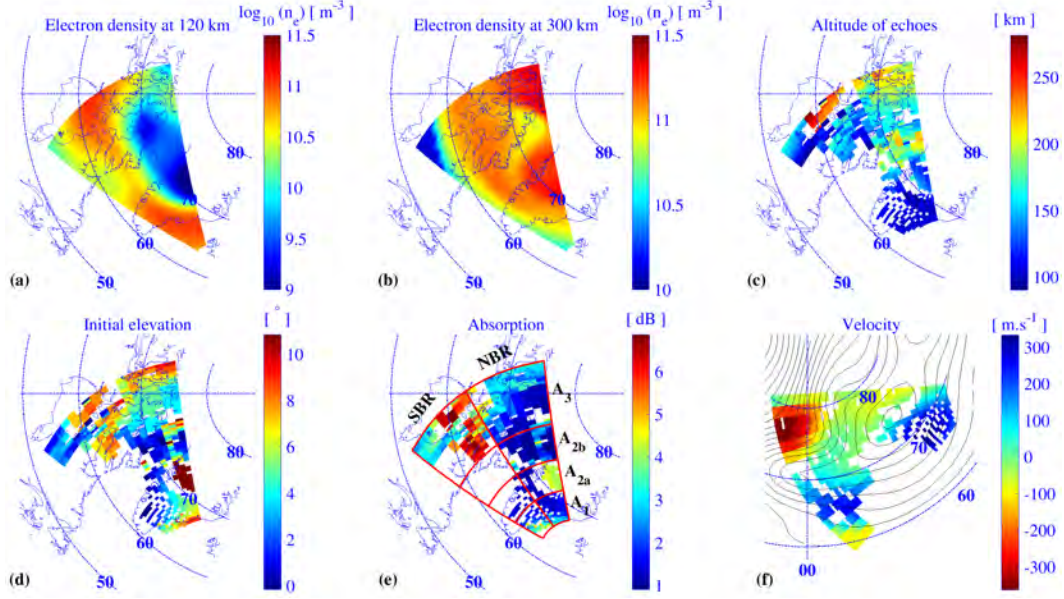 log10 (ne) [ m-3 ]
Electron density at 120 km
11.5
11
10.5
10
9.5
9
80
70
60
50
(a)
log10 (ne) [ m-3 ]
Electron density at 300 km
11.5
11
10.5
10
80
70
60
50
(b)
[ km ]
Altitude of echoes
250
200
150
100
80
70
60
50
(c)
Initial elevation
[ ° ]
10
8
6
4
2
0
80
70
60
50
(d)
Absorption
[ dB ]
6
5
4
3
2
1
NBR
SBR
A3
A2b
A2a
A1
80
60
50
(e)
Velocity
[ m.s-1 ]
300
200
100
0
-100
-200
-300
80
70
60
00
(f)